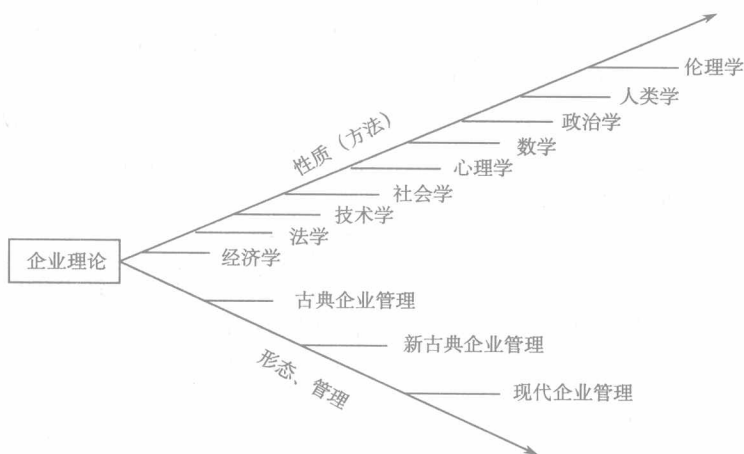 伦理学
人类学
政治学
数学
心理学
社会学
技术学
法学
经济学
性质（方法）
企业理论
古典企业管理
新古典企业管理
现代企业管理
形态、管理